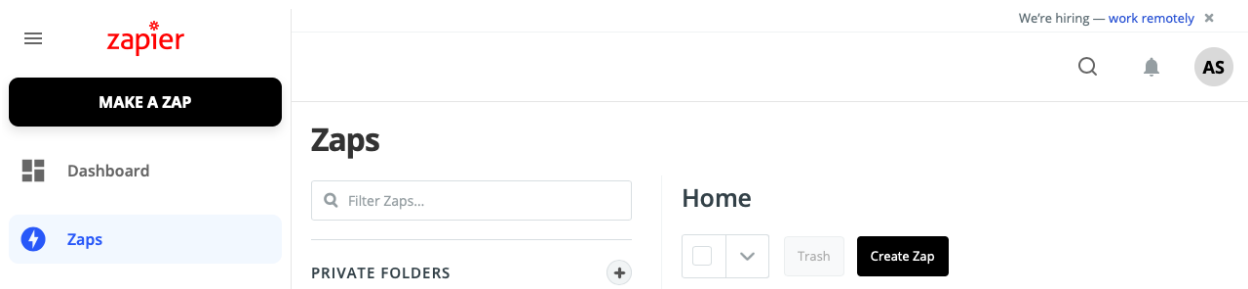 We're hiring — work remotely ×
zapier
AS
MAKE A ZAP
Dashboard
Zaps
Zaps
Filter Zaps...
PRIVATE FOLDERS
Home
Trash
Create Zap